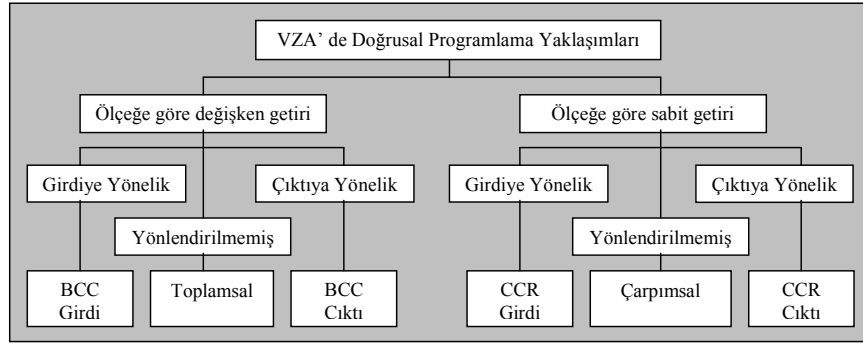 VZA’ de Doğrusal Programlama Yaklaşımları
Ölçeğe göre değişken getiri
Ölçeğe göre sabit getiri
Girdiye Yönelik
Çıktıya Yönelik
Girdiye Yönelik
Çıktıya Yönelik
Yönlendirilmemiş
Yönlendirilmemiş
BCC
Girdi
Toplamsal
BCC
Cıktı
CCR
Girdi
Çarpımsal
CCR
Cıktı